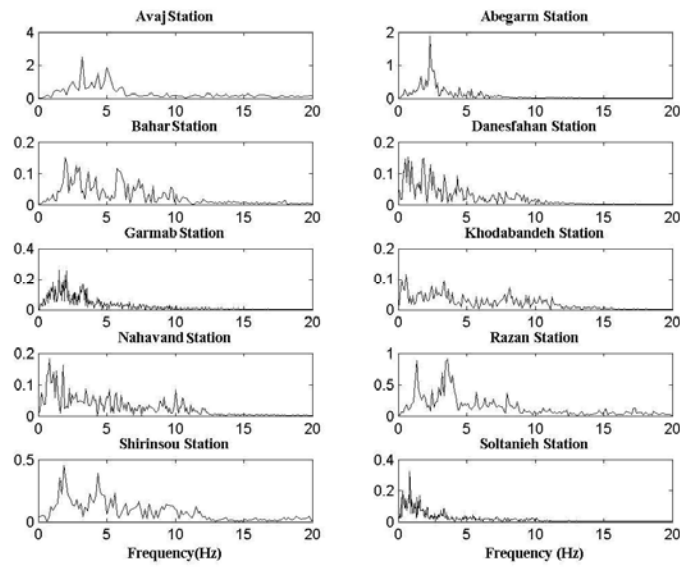 Avaj Station
4
2
0
0 5 10 15 20
Abegarm Station
2
1
0
0 5 10 15 20
Bahar Station
0.2
0.1
0
0 5 10 15 20
Danesfahan Station
0.2
0.1
0
0 5 10 15 20
Garmab Station
0.4
0.2
0
0 5 10 15 20
Khodabandeh Station
0.2
0.1
0
0 5 10 15 20
Nahavand Station
0.2
0.1
0
0 5 10 15 20
Razan Station
1
0.5
0
0 5 10 15 20
Shirinsou Station
0.5
0
0 5 10 15 20
Frequency(Hz)
Soltanieh Station
0.4
0.2
0
0 5 10 15 20
Frequency (Hz)